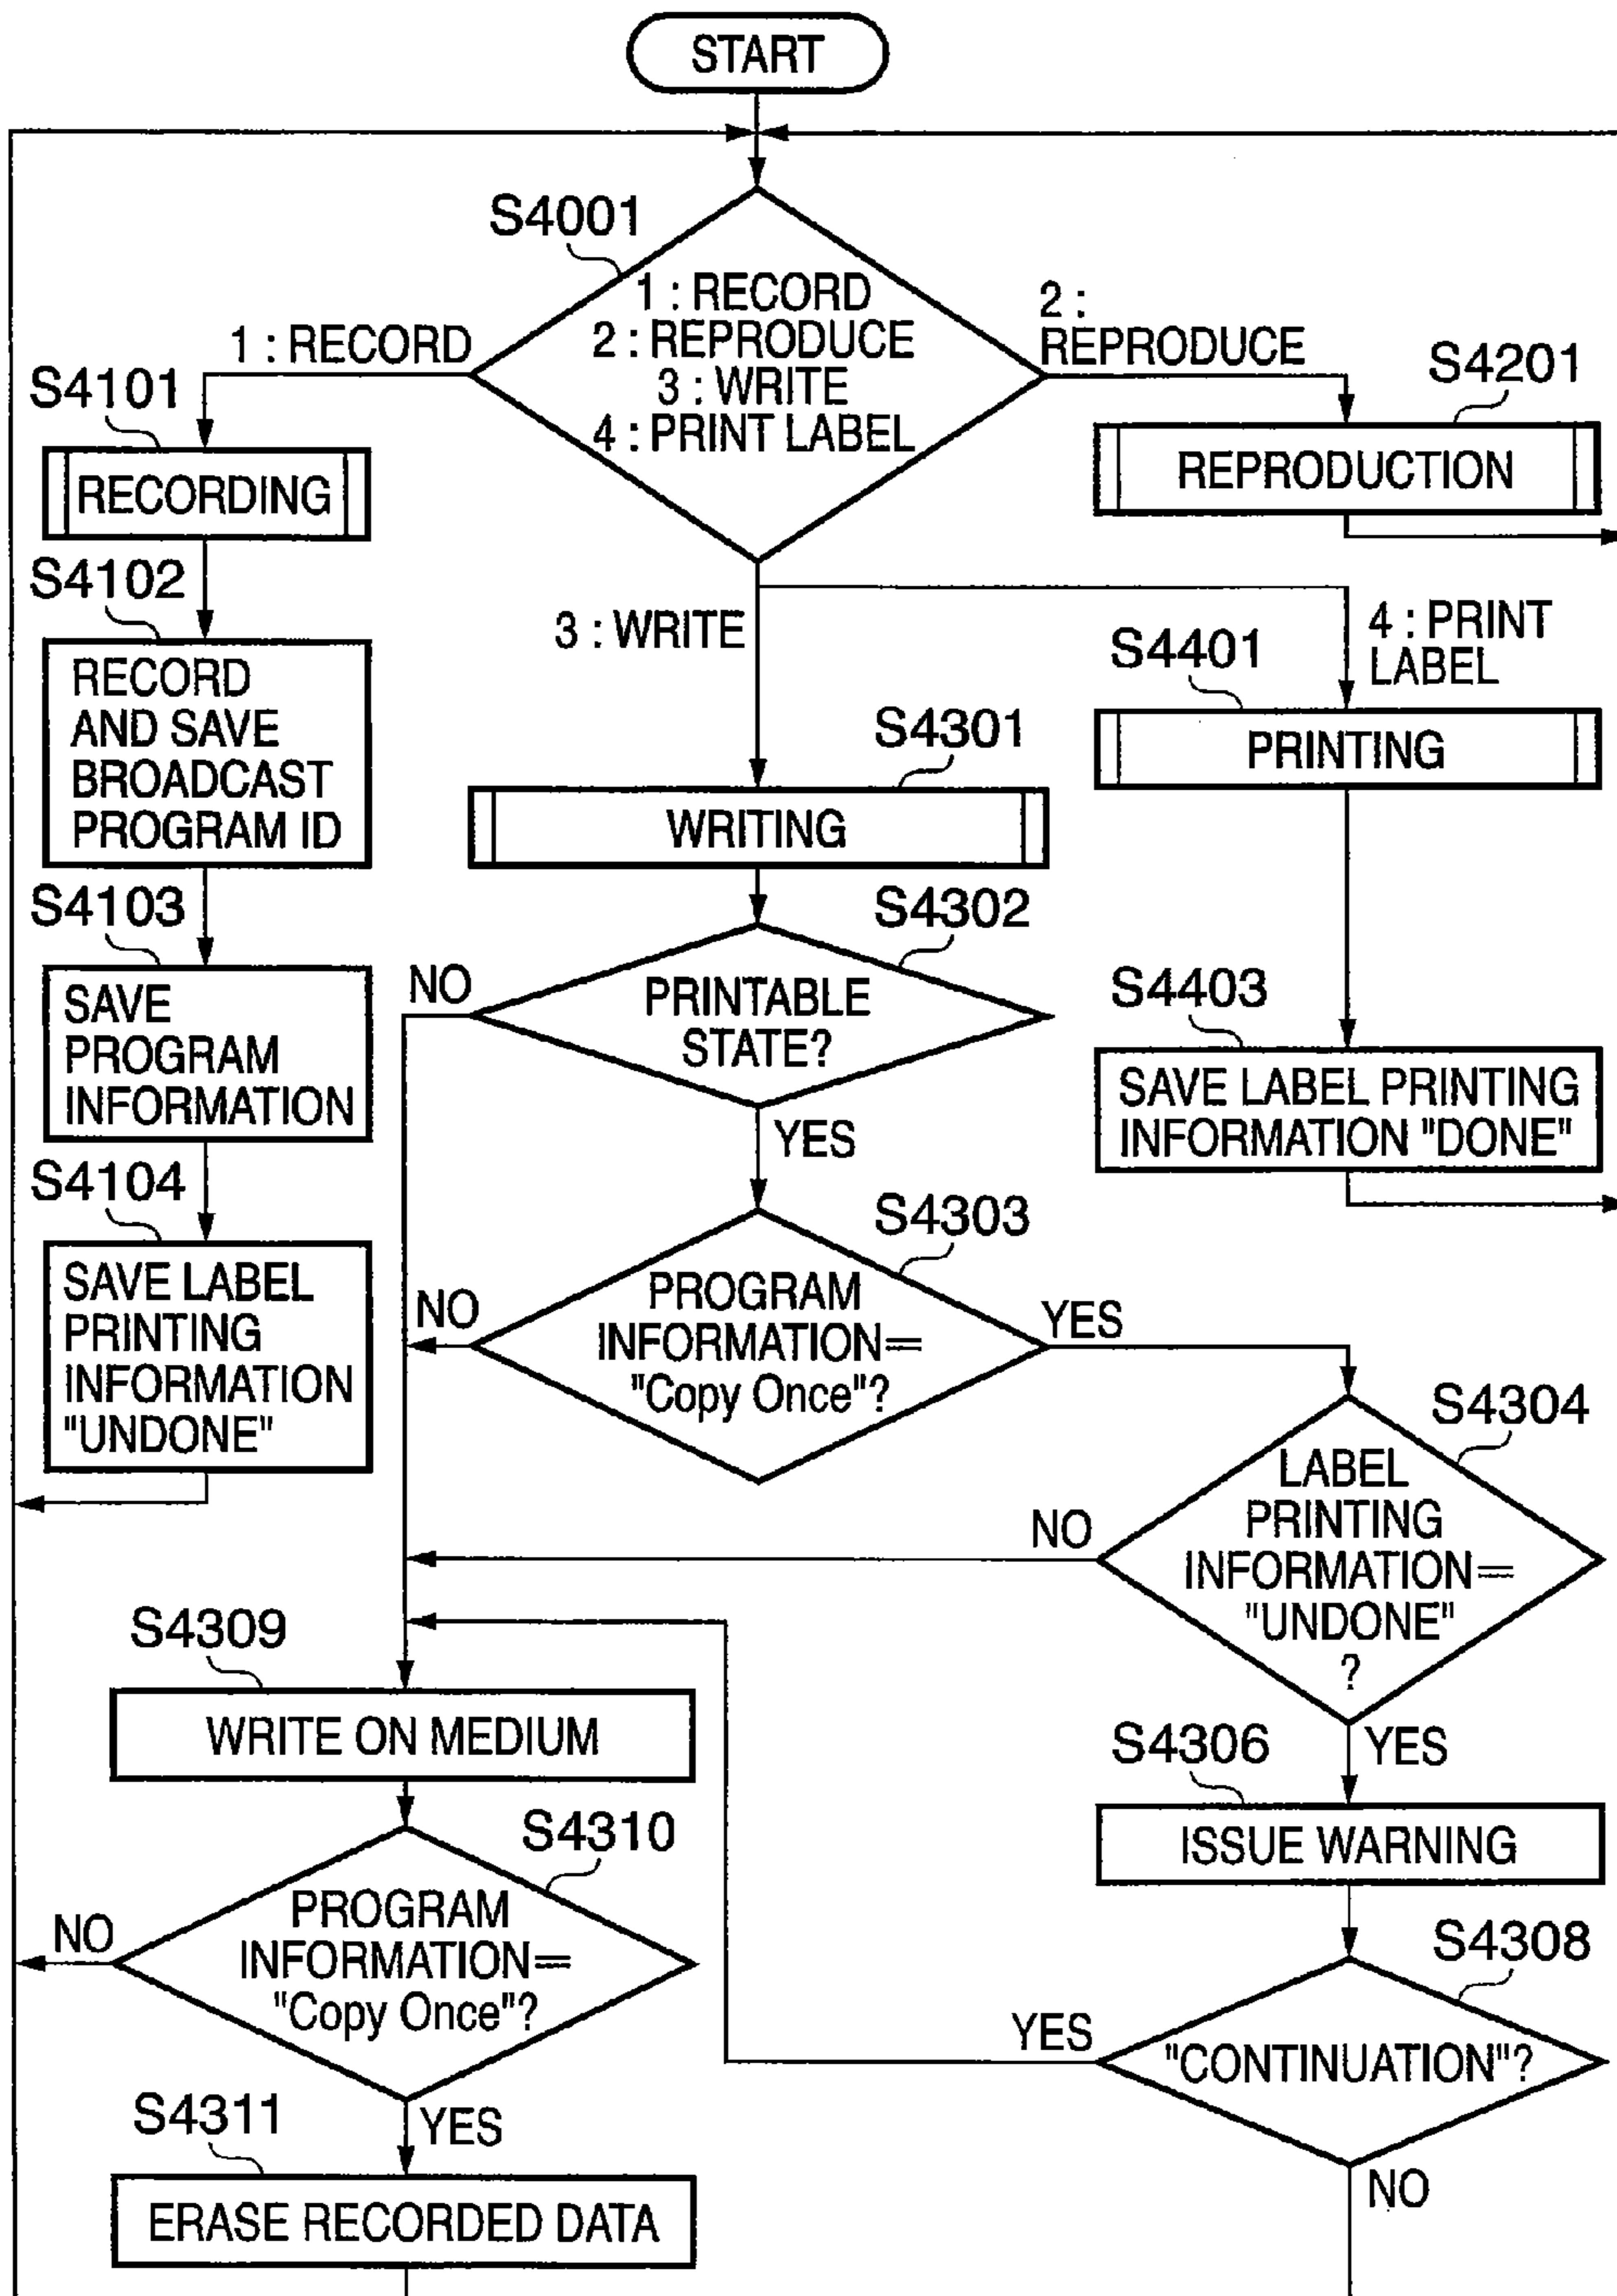 START
S4001
1 : RECORD
2 : REPRODUCE
3 : WRITE
4 : PRINT LABEL
1 : RECORD
2 :
REPRODUCE
S4101
RECORDING
S4201
REPRODUCTION
S4102
RECORD
AND SAVE
BROADCAST
PROGRAM ID
3 : WRITE
4 : PRINT
LABEL
S4401
PRINTING
S4301
WRITING
S4103
SAVE
PROGRAM
INFORMATION
S4302
NO
PRINTABLE
STATE?
YES
S4403
SAVE LABEL PRINTING
INFORMATION "DONE"
S4104
SAVE LABEL
PRINTING
INFORMATION
"UNDONE"
S4303
NO
PROGRAM
INFORMATION=
"Copy Once"?
YES
S4304
NO
LABEL
PRINTING
INFORMATION=
"UNDONE"
?
YES
S4309
WRITE ON MEDIUM
S4306
ISSUE WARNING
S4310
NO
PROGRAM
INFORMATION=
"Copy Once"?
YES
S4308
YES
"CONTINUATION"?
NO
S4311
ERASE RECORDED DATA